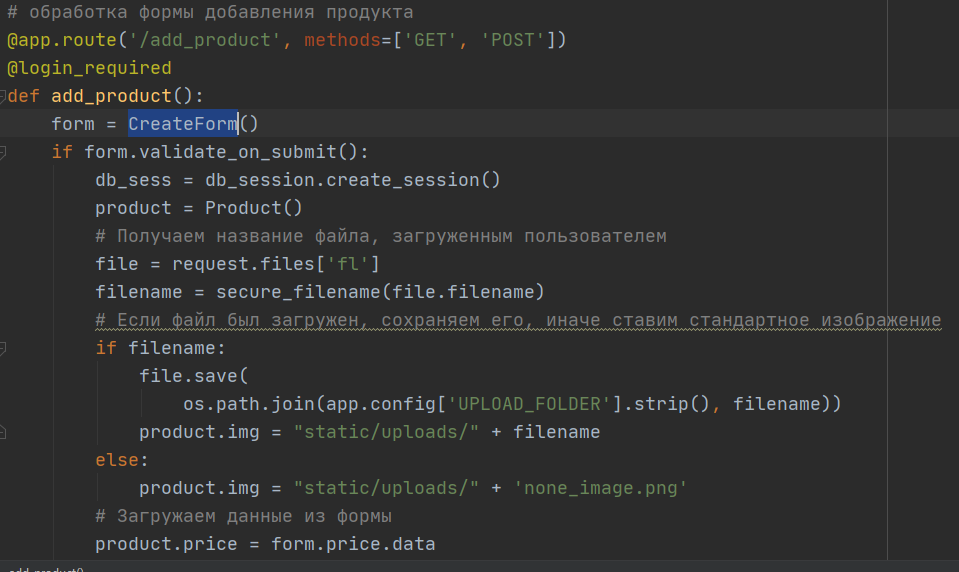 # обработка формы добавления продукта
@app.route('/add_product', methods=['GET', 'POST'])
@login_required
def add_product():
    form = CreateForm()
    if form.validate_on_submit():
        db_sess = db_session.create_session()
        product = Product()
        # Получаем название файла, загруженным пользователем
        file = request.files['fl']
        filename = secure_filename(file.filename)
        # Если файл был загружен, сохраняем его, иначе ставим стандартное изображение
        if filename:
            file.save(
                os.path.join(app.config['UPLOAD_FOLDER'].strip(), filename))
            product.img = "static/uploads/" + filename
        else:
            product.img = "static/uploads/" + 'none_image.png'
        # Загружаем данные из формы
        product.price = form.price.data
add_product()